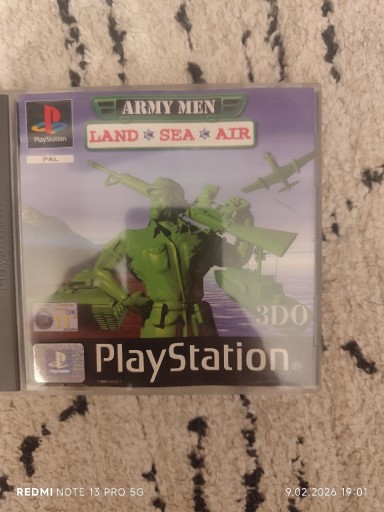 ARMY MEN
LAND SEA AIR
PlayStation
PAL
3DO
PlayStation®
REDMI NOTE 13 PRO 5G
9.02.2026 19:01